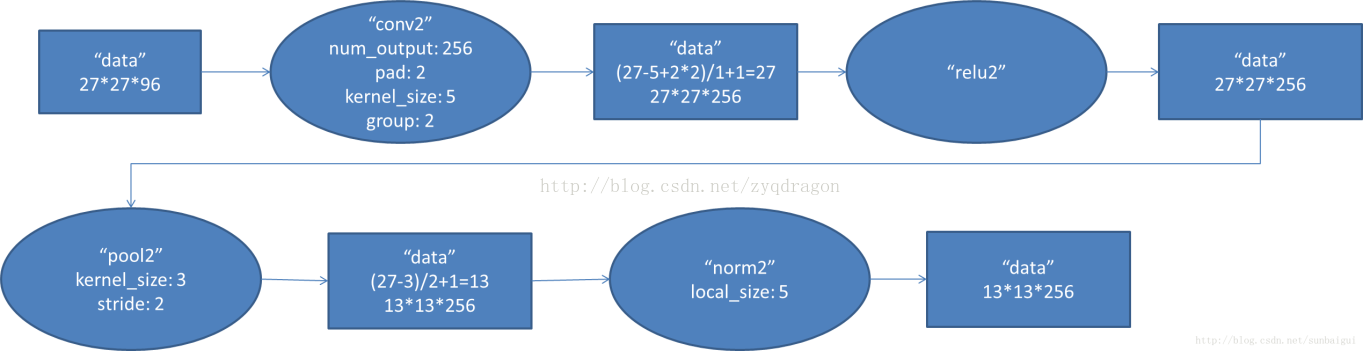 “data”
27*27*96
“conv2”
num_output: 256
pad: 2
kernel_size: 5
group: 2
“data”
(27-5+2*2)/1+1=27
27*27*256
“relu2”
“data”
27*27*256
http://blog.csdn.net/zyqdragon
“pool2”
kernel_size: 3
stride: 2
“data”
(27-3)/2+1=13
13*13*256
“norm2”
local_size: 5
“data”
13*13*256
http://blog.csdn.net/sunbaigui